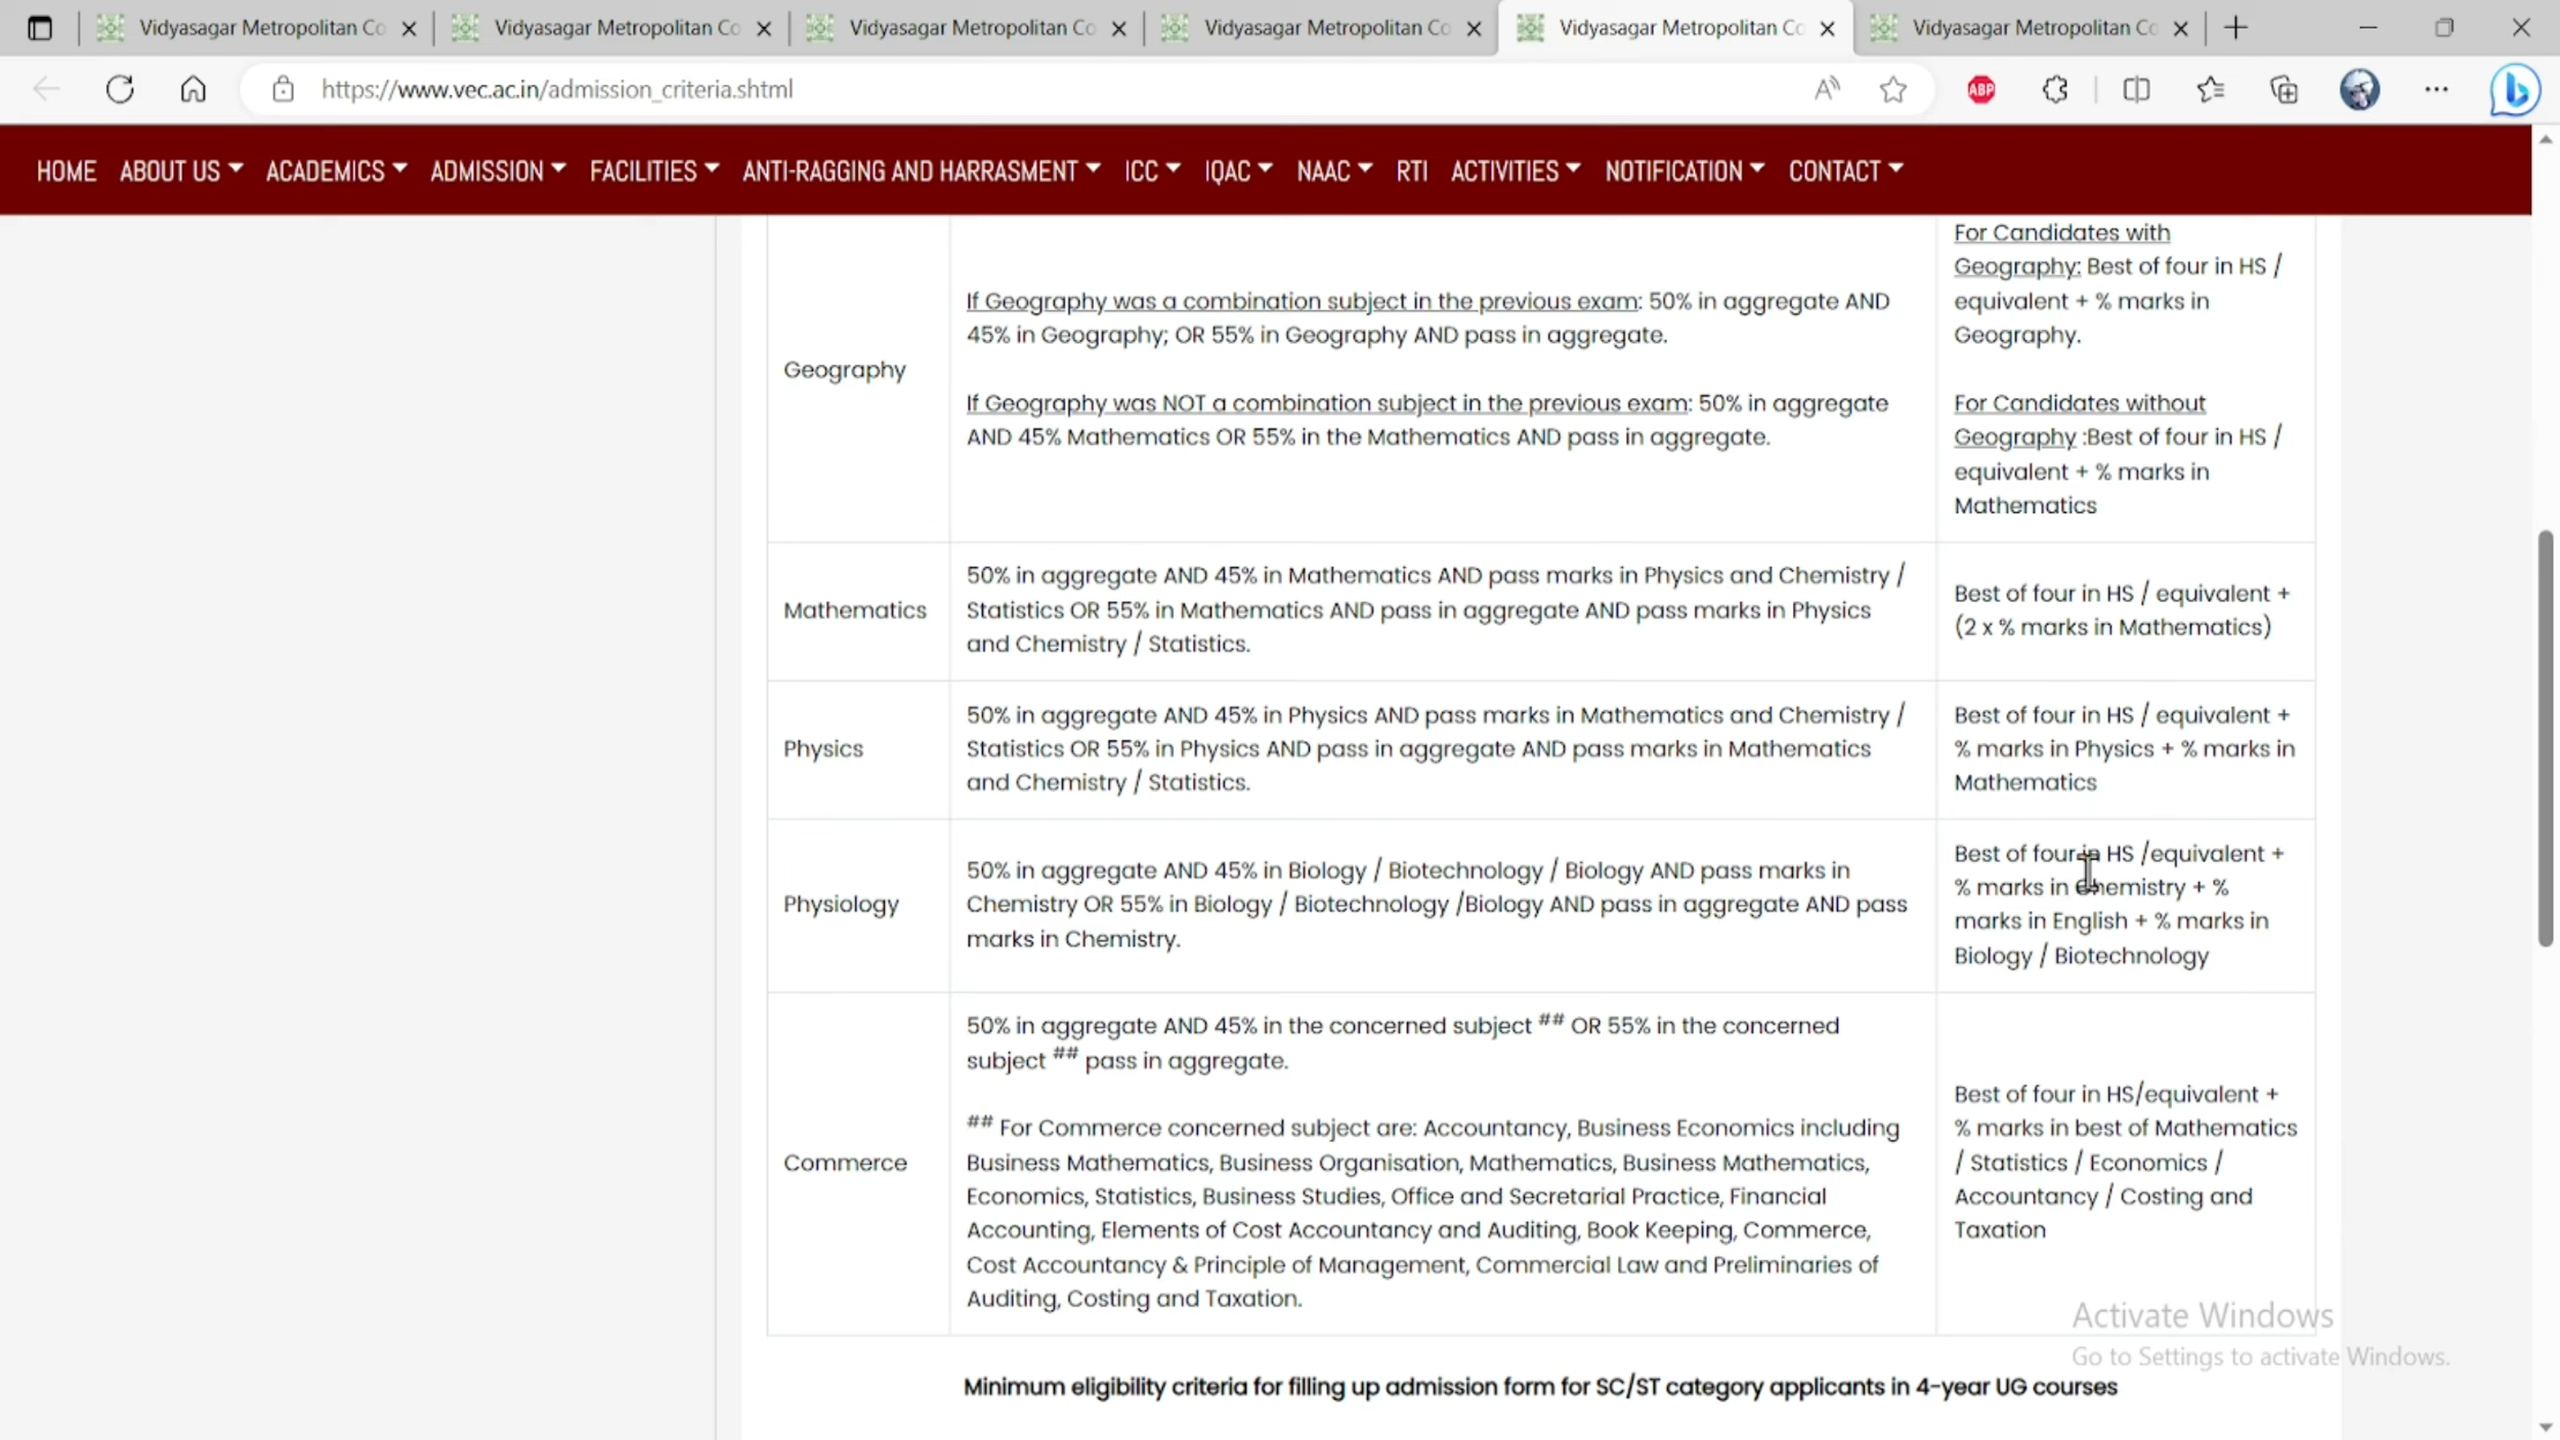 Vidyasagar Metropolitan Co
Vidyasagar Metropolitan Co
Vidyasagar Metropolitan Co
Vidyasagar Metropolitan Co
Vidyasagar Metropolitan Co
Vidyasagar Metropolitan Co
https://www.vec.ac.in/admission_criteria.shtml
ABP
HOME ABOUT US ACADEMICS ADMISSION FACILITIES ANTI-RAGGING AND HARRASMENT ICC IQAC NAAC RTI ACTIVITIES NOTIFICATION CONTACT
Geography
If Geography was a combination subject in the previous exam: 50% in aggregate AND
45% in Geography; OR 55% in Geography AND pass in aggregate.
If Geography was NOT a combination subject in the previous exam: 50% in aggregate
AND 45% Mathematics OR 55% in the Mathematics AND pass in aggregate.
For Candidates with
Geography: Best of four in HS /
equivalent + % marks in
Geography.
For Candidates without
Geography :Best of four in HS /
equivalent + % marks in
Mathematics
Mathematics
50% in aggregate AND 45% in Mathematics AND pass marks in Physics and Chemistry /
Statistics OR 55% in Mathematics AND pass in aggregate AND pass marks in Physics
and Chemistry / Statistics.
Best of four in HS / equivalent +
(2 x % marks in Mathematics)
Physics
50% in aggregate AND 45% in Physics AND pass marks in Mathematics and Chemistry /
Statistics OR 55% in Physics AND pass in aggregate AND pass marks in Mathematics
and Chemistry / Statistics.
Best of four in HS / equivalent +
% marks in Physics + % marks in
Mathematics
Physiology
50% in aggregate AND 45% in Biology / Biotechnology / Biology AND pass marks in
Chemistry OR 55% in Biology / Biotechnology /Biology AND pass in aggregate AND pass
marks in Chemistry.
Best of four in HS /equivalent +
% marks in Chemistry + %
marks in English + % marks in
Biology / Biotechnology
Commerce
50% in aggregate AND 45% in the concerned subject ## OR 55% in the concerned
subject ## pass in aggregate.
## For Commerce concerned subject are: Accountancy, Business Economics including
Business Mathematics, Business Organisation, Mathematics, Business Mathematics,
Economics, Statistics, Business Studies, Office and Secretarial Practice, Financial
Accounting, Elements of Cost Accountancy and Auditing, Book Keeping, Commerce,
Cost Accountancy & Principle of Management, Commercial Law and Preliminaries of
Auditing, Costing and Taxation.
Best of four in HS/equivalent +
% marks in best of Mathematics
/ Statistics / Economics /
Accountancy / Costing and
Taxation
Activate Windows
Go to Settings to activate Windows.
Minimum eligibility criteria for filling up admission form for SC/ST category applicants in 4-year UG courses